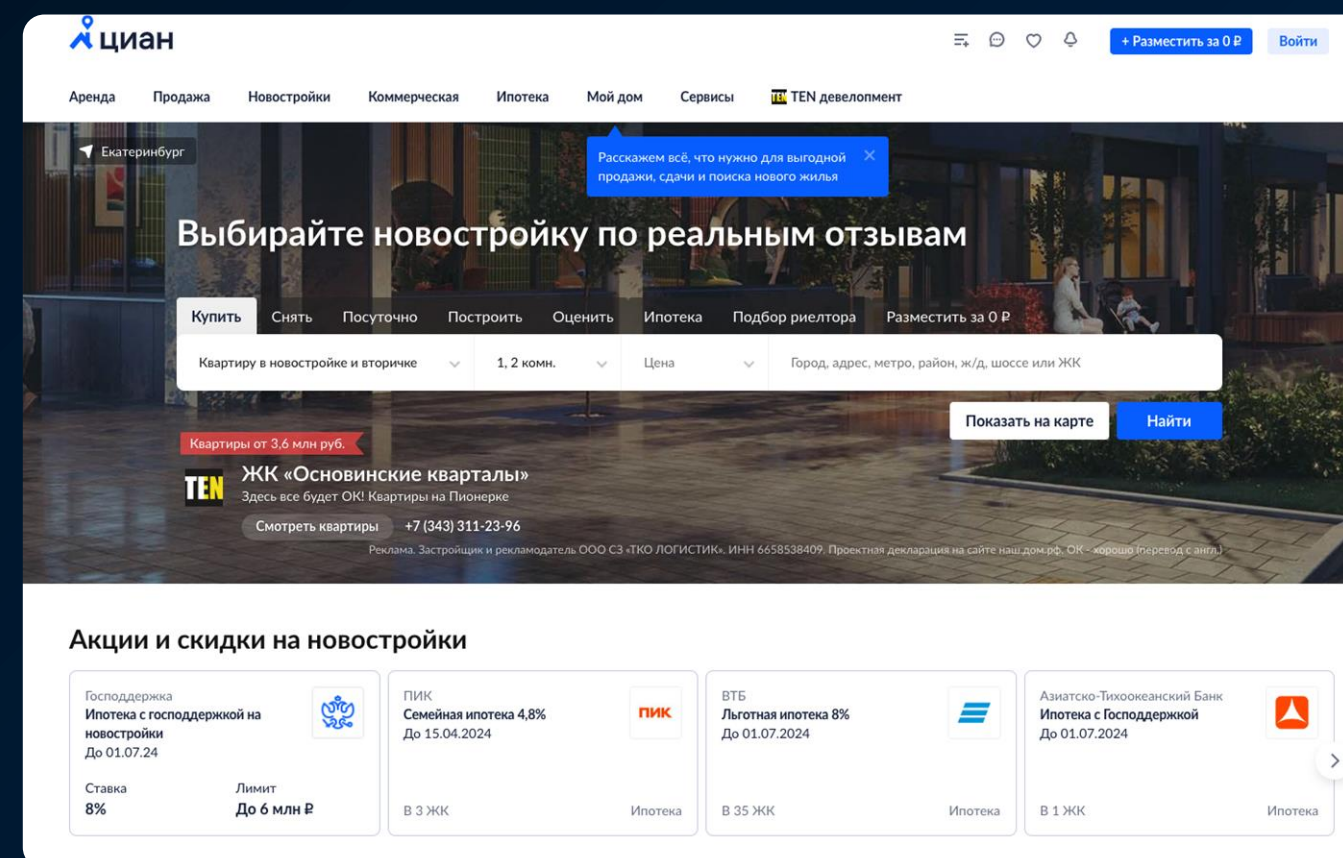 циан
+ Разместить за 0 ₽
Войти
Аренда
Продажа
Новостройки
Коммерческая
Ипотека
Мой дом
Сервисы
TEN TEN девелопмент
Екатеринбург
Расскажем всё, что нужно для выгодной
продажи, сдачи и поиска нового жилья
Выбирайте новостройку по реальным отзывам
Купить
Снять
Посуточно
Построить
Оценить
Ипотека
Подбор риелтора
Разместить за 0 ₽
Квартиру в новостройке и вторичке
1, 2 комн.
Цена
Город, адрес, метро, район, ж/д, шоссе или ЖК
Показать на карте
Найти
Квартиры от 3,6 млн руб.
TEN
ЖК «Основинские кварталы»
Здесь все будет ОК! Квартиры на Пионерке
Смотреть квартиры
+7 (343) 311-23-96
Реклама. Застройщик и рекламодатель ООО СЗ «ТКО ЛОГИСТИК». ИНН 6658538409. Проектная декларация на сайте наш.дом.рф. ОК - хорошо (перевод с англ.)
Акции и скидки на новостройки
Господдержка
Ипотека с господдержкой на
новостройки
До 01.07.24
Ставка
Лимит
8%
До 6 млн ₽
ПИК
Семейная ипотека 4,8%
До 15.04.2024
ПИК
В 3 ЖК
Ипотека
ВТБ
Льготная ипотека 8%
До 01.07.2024
В 35 ЖК
Ипотека
Азиатско-Тихоокеанский Банк
Ипотека с Господдержкой
До 01.07.2024
В 1 ЖК
Ипотека